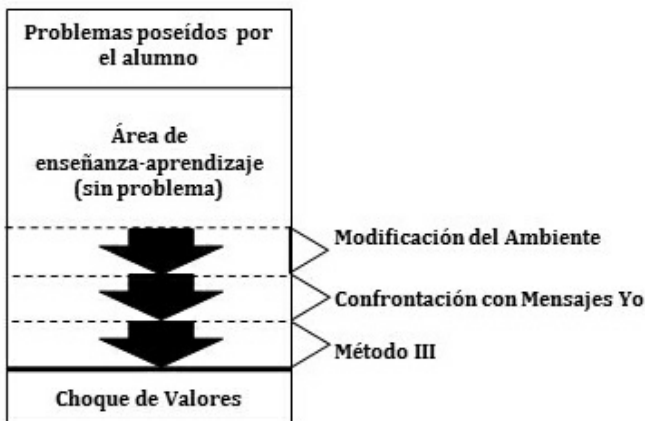 Problemas poseídos por
el alumno
Área de
enseñanza-aprendizaje
(sin problema)
Modificación del Ambiente
Confrontación con Mensajes Yo
Método III
Choque de Valores